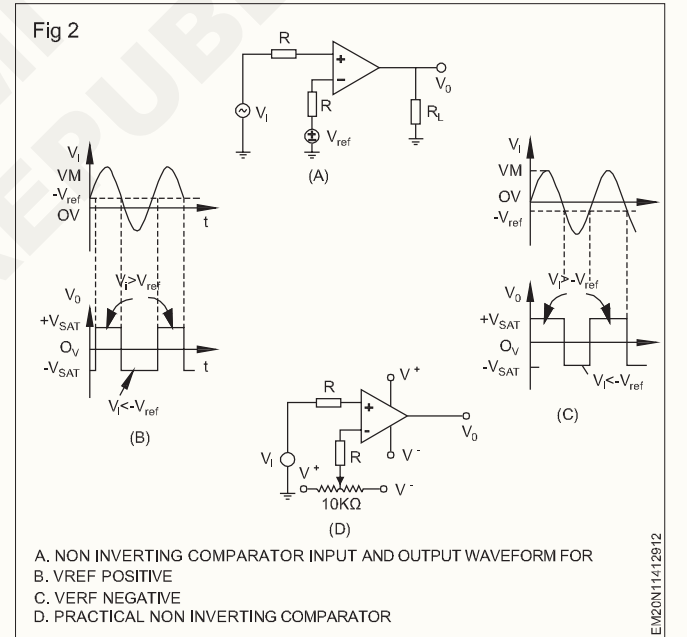 Fig 2
R
+
-
V0
VI
R
Vref
RL
(A)
VI
VM
-Vref
OV
t
Vi>Vref
V0
+VSAT
OV
-VSAT
t
VI<-Vref
(B)
VI
VM
OV
-Vref
VI>-Vref
V0
+VSAT
OV
-VSAT
VI<-Vref
(C)
V+
R
+
-
V0
V-
VI
V+
R
V-
10KΩ
(D)
A. NON INVERTING COMPARATOR INPUT AND OUTPUT WAVEFORM FOR
B. VREF POSITIVE
C. VERF NEGATIVE
D. PRACTICAL NON INVERTING COMPARATOR
EM20N11412912